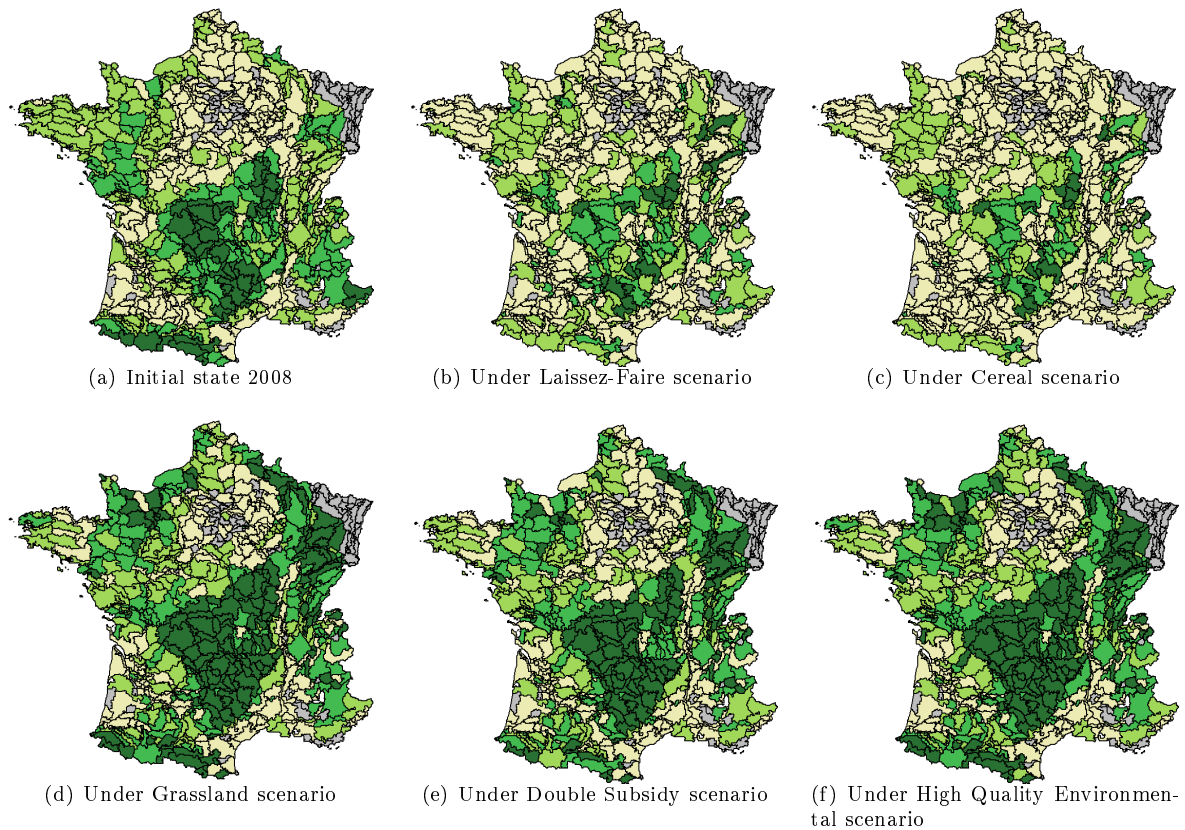 (a) Initial state 2008
(b) Under Laissez-Faire scenario
(c) Under Cereal scenario
(d) Under Grassland scenario
(e) Under Double Subsidy scenario
(f) Under High Quality Environmen-
tal scenario